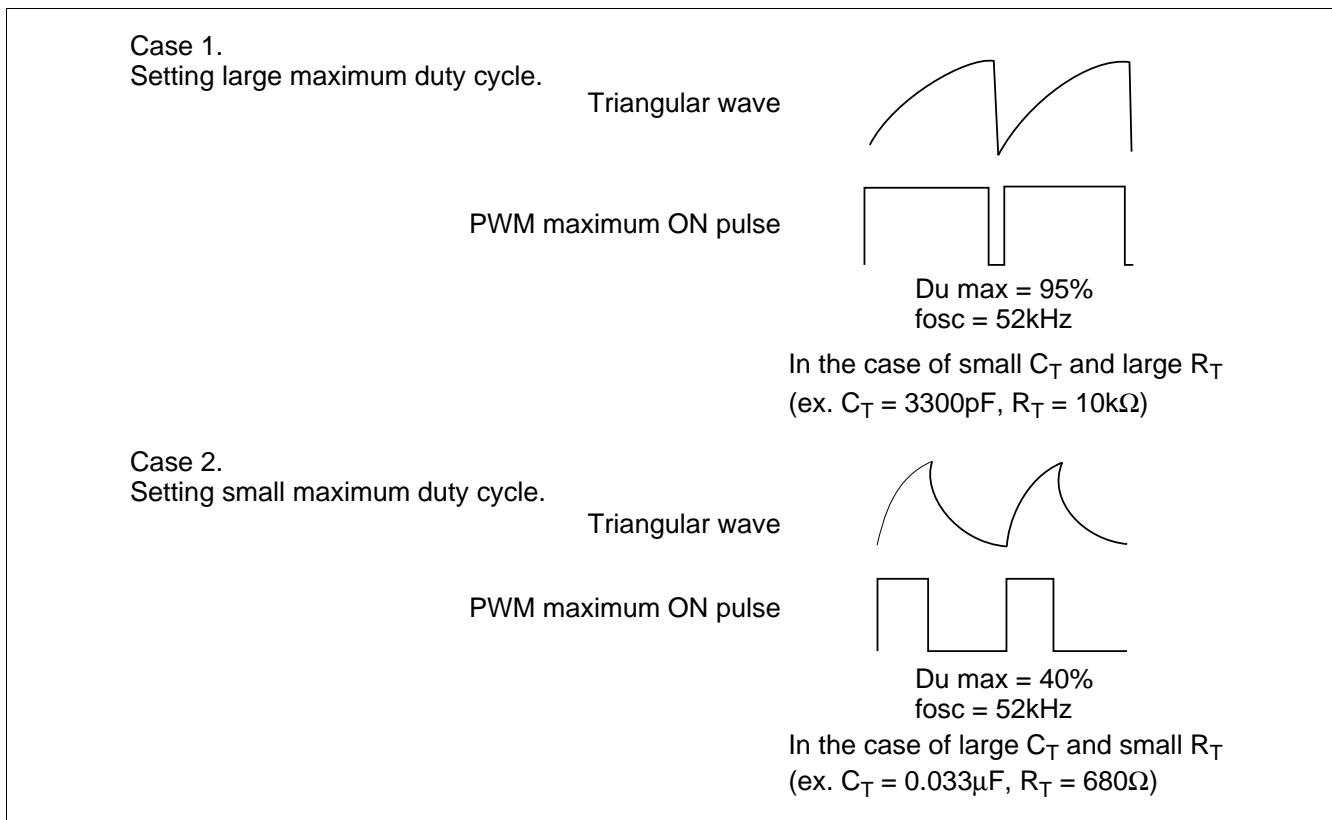 Case 1.
Setting large maximum duty cycle.
Triangular wave
PWM maximum ON pulse
Du max = 95%
fosc = 52kHz
In the case of small CT and large RT
(ex. CT = 3300pF, RT = 10kΩ)
Case 2.
Setting small maximum duty cycle.
Triangular wave
PWM maximum ON pulse
Du max = 40%
fosc = 52kHz
In the case of large CT and small RT
(ex. CT = 0.033μF, RT = 680Ω)